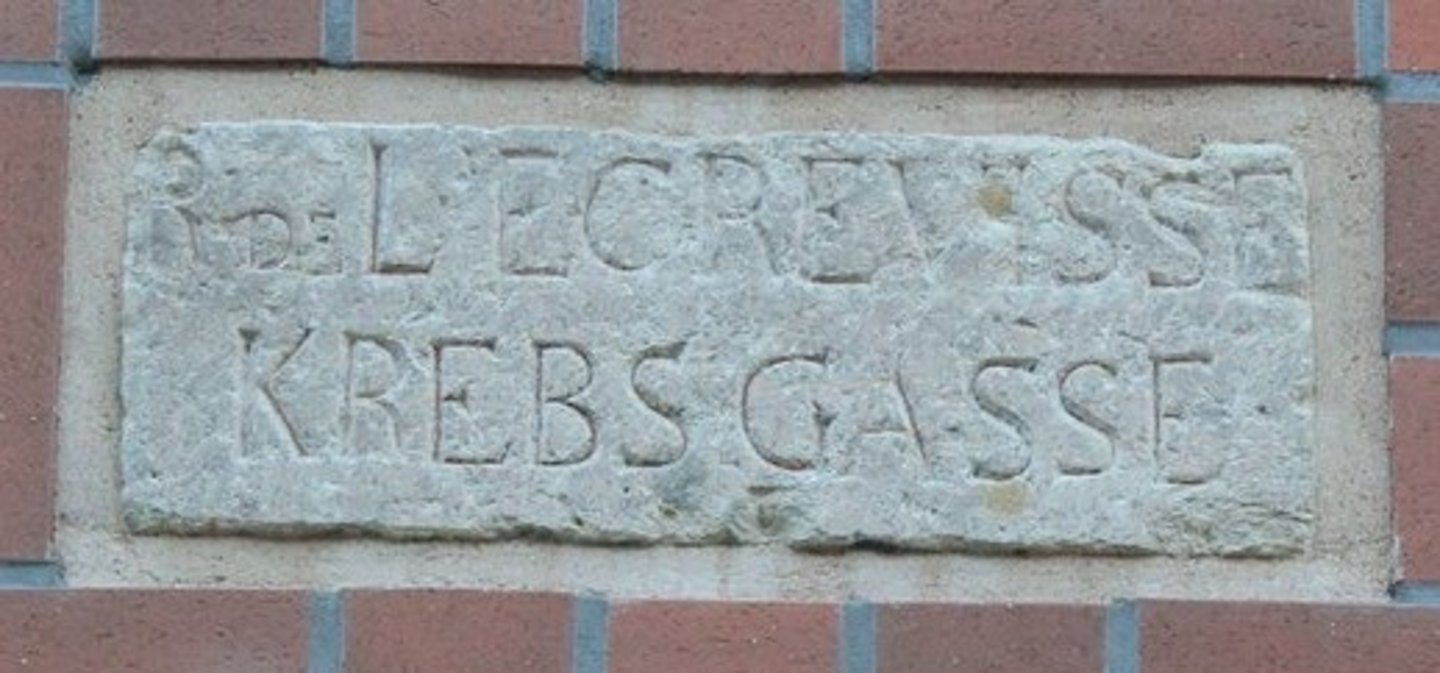 R. DE L'ECREVISSE
KREBSGASSE